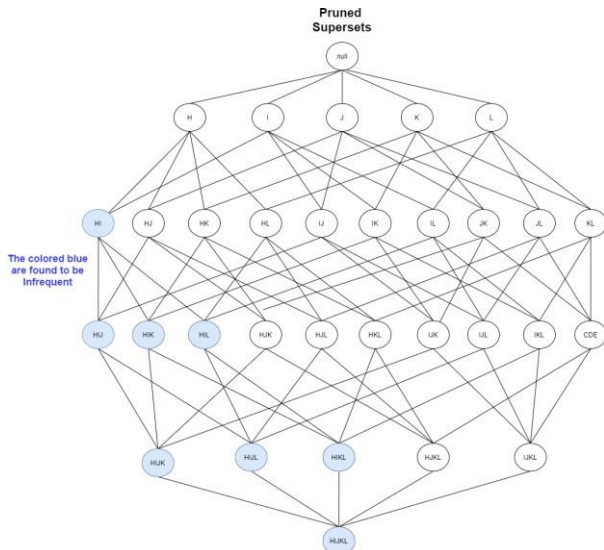 Pruned
Supersets
null
H I J K L
HI HJ HK HL IJ IK IL JK JL KL
The colored blue
are found to be
Infrequent
HIJ HIK HIL HJK HJL HKL IJK IJL IKL CDE
HIJK HIJL HIKL HJKL IJKL
HIJKL